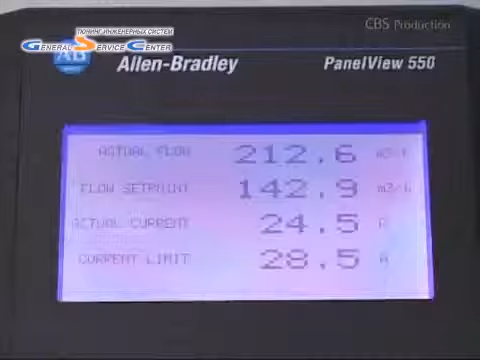 CBS Production
ТЮНИНГ ИНЖЕНЕРНЫХ СИСТЕМ
GENERAL SERVICE CENTER
AB
Allen-Bradley PanelView 550
ACTUAL FLOW 212.6 m3/h
FLOW SETPOINT 142.9 m3/h
ACTUAL CURRENT 24.5 A
CURRENT LIMIT 28.5 A